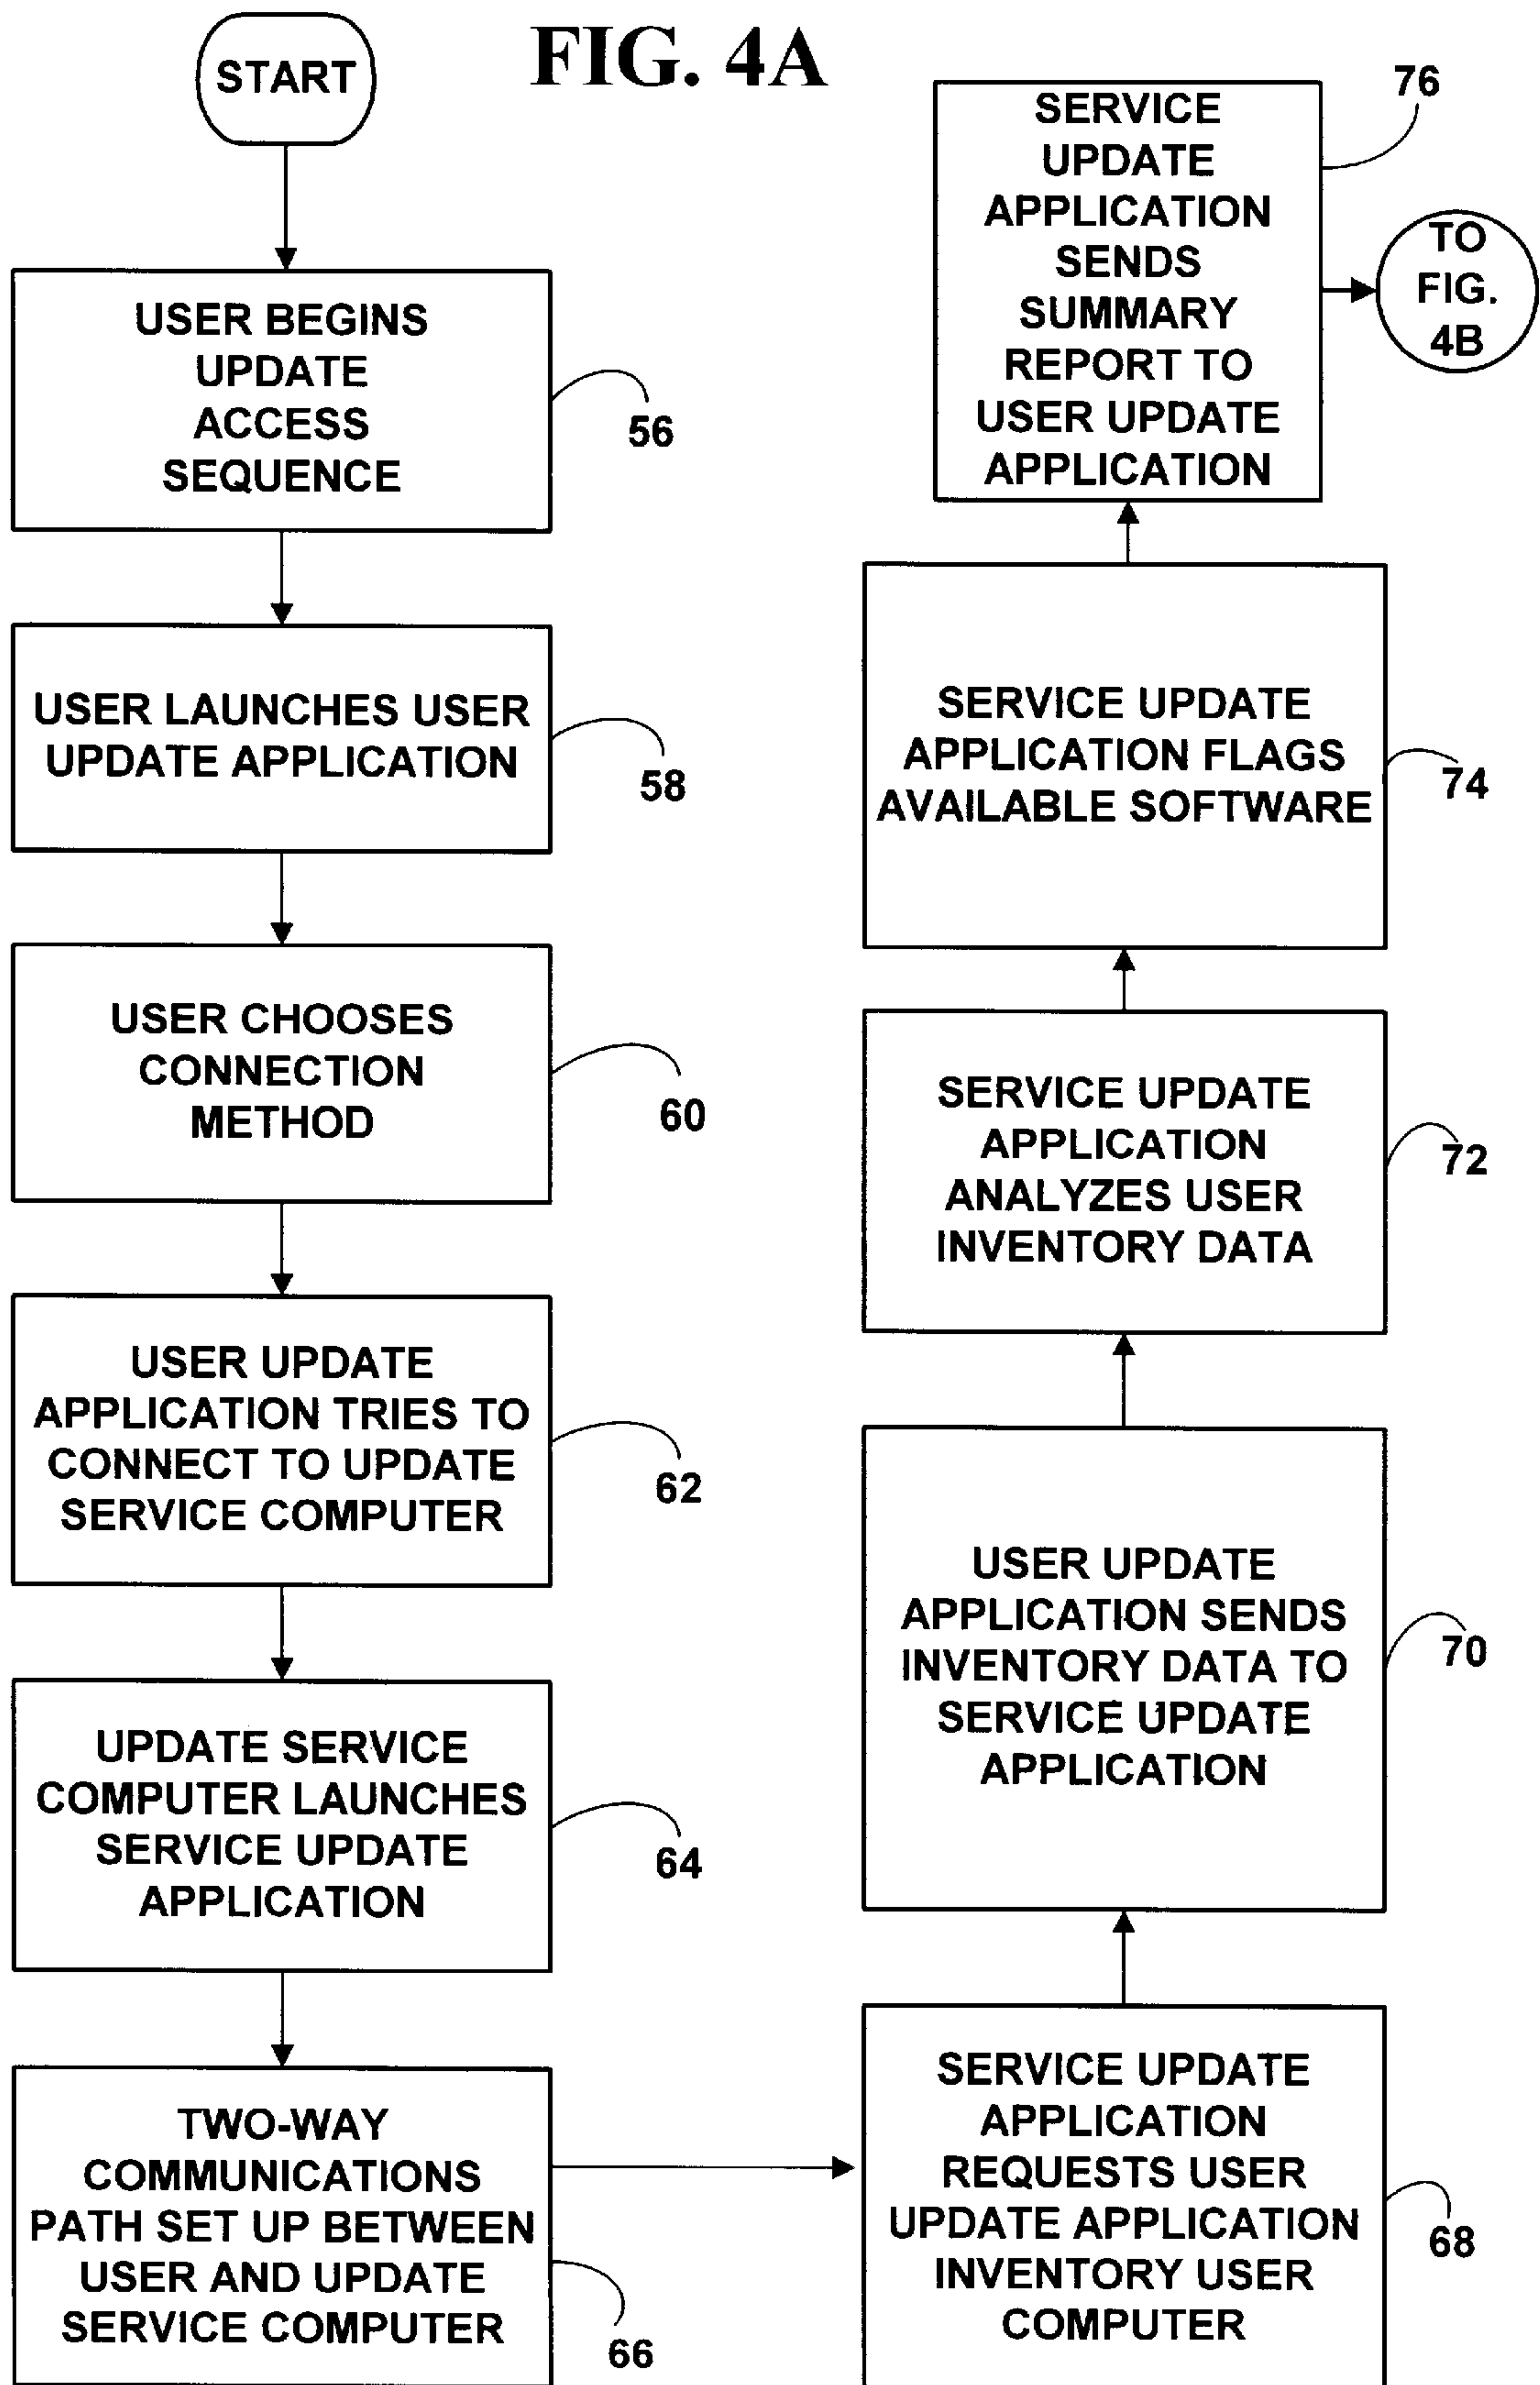 FIG. 4A
START
USER BEGINS
UPDATE
ACCESS
SEQUENCE
56
USER LAUNCHES USER
UPDATE APPLICATION
58
USER CHOOSES
CONNECTION
METHOD
60
USER UPDATE
APPLICATION TRIES TO
CONNECT TO UPDATE
SERVICE COMPUTER
62
UPDATE SERVICE
COMPUTER LAUNCHES
SERVICE UPDATE
APPLICATION
64
TWO-WAY
COMMUNICATIONS
PATH SET UP BETWEEN
USER AND UPDATE
SERVICE COMPUTER
66
SERVICE UPDATE
APPLICATION
REQUESTS USER
UPDATE APPLICATION
INVENTORY USER
COMPUTER
68
USER UPDATE
APPLICATION SENDS
INVENTORY DATA TO
SERVICE UPDATE
APPLICATION
70
SERVICE UPDATE
APPLICATION
ANALYZES USER
INVENTORY DATA
72
SERVICE UPDATE
APPLICATION FLAGS
AVAILABLE SOFTWARE
74
SERVICE
UPDATE
APPLICATION
SENDS
SUMMARY
REPORT TO
USER UPDATE
APPLICATION
76
TO
FIG.
4B